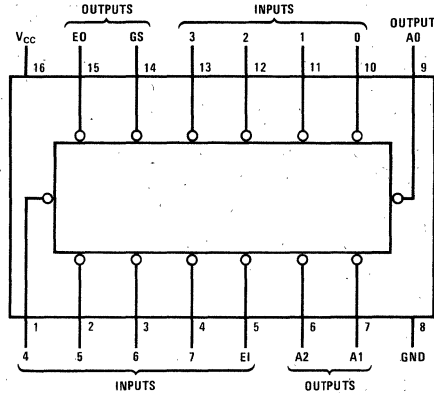 OUTPUTS INPUTS OUTPUT
VCC EO GS 3 2 1 0 A0
16 15 14 13 12 11 10 9
1 2 3 4 5 6 7 8
4 5 6 7 EI A2 A1 GND
INPUTS OUTPUTS